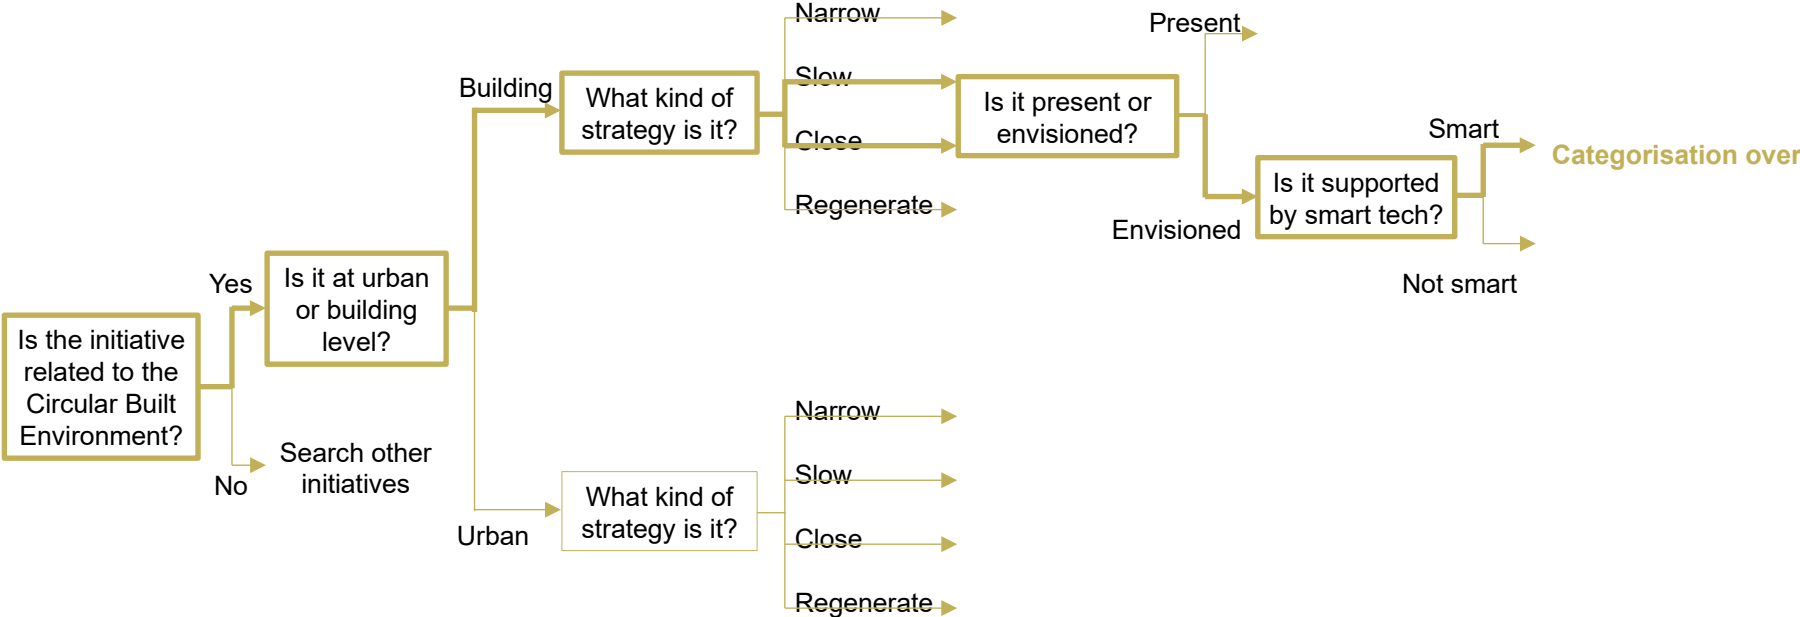 Is the initiative
related to the
Circular Built
Environment?
Yes
No
Search other
initiatives
Is it at urban
or building
level?
Building
Urban
What kind of
strategy is it?
Narrow
Slow
Close
Regenerate
Is it present or
envisioned?
Present
Envisioned
Is it supported
by smart tech?
Smart
Not smart
Categorisation over
What kind of
strategy is it?
Narrow
Slow
Close
Regenerate